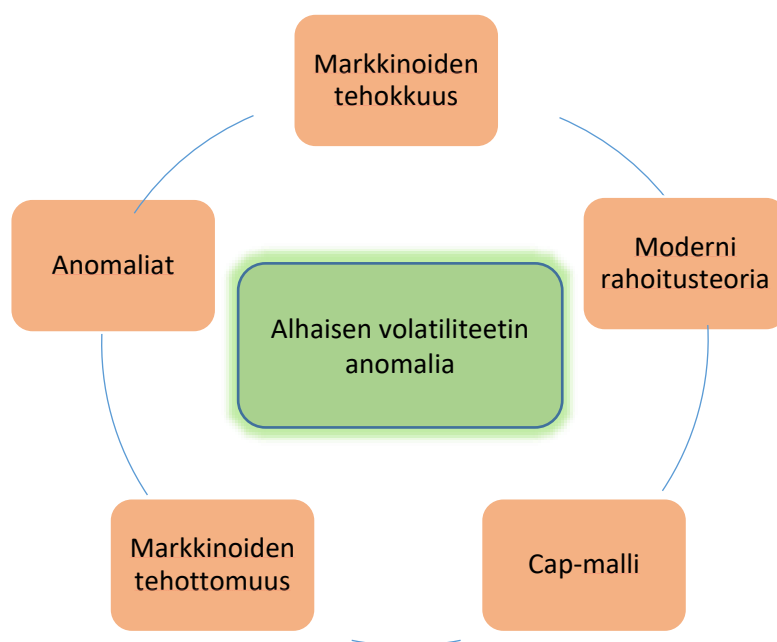 Markkinoiden
tehokkuus
Anomaliat
Moderni
rahoitusteoria
Alhaisen volatiliteetin
anomalia
Markkinoiden
tehottomuus
Cap-malli